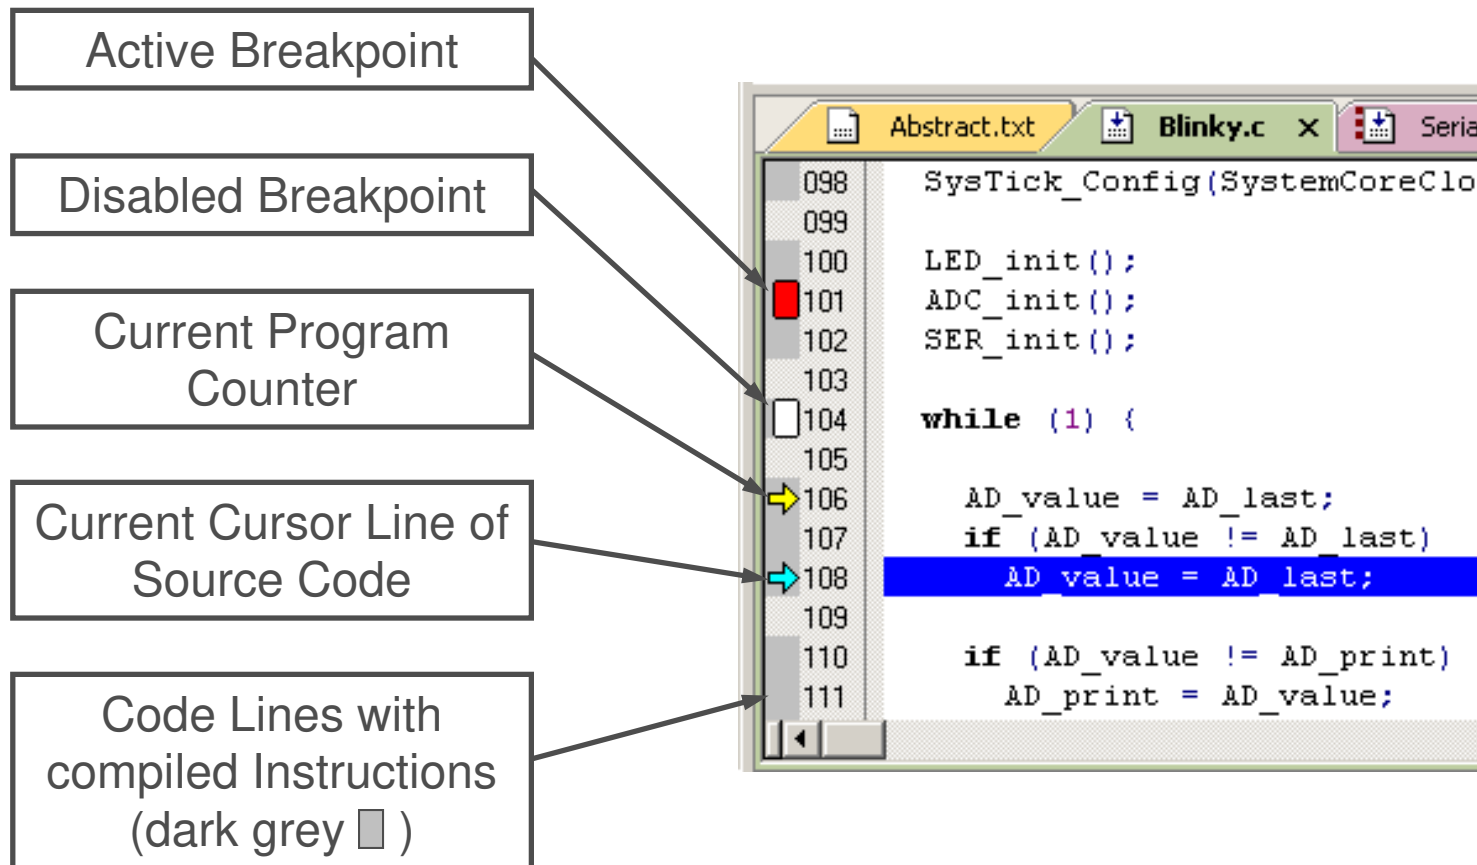 Active Breakpoint
Disabled Breakpoint
Current Program
Counter
Current Cursor Line of
Source Code
Code Lines with
compiled Instructions
(dark grey )
Abstract.txt Blinky.c Seria
098 SysTick_Config(SystemCoreClo
099
100 LED_init();
101 ADC_init();
102 SER_init();
103
104 while (1) {
105
106 AD_value = AD_last;
107 if (AD_value != AD_last)
108 AD_value = AD_last;
109
110 if (AD_value != AD_print)
111 AD_print = AD_value;